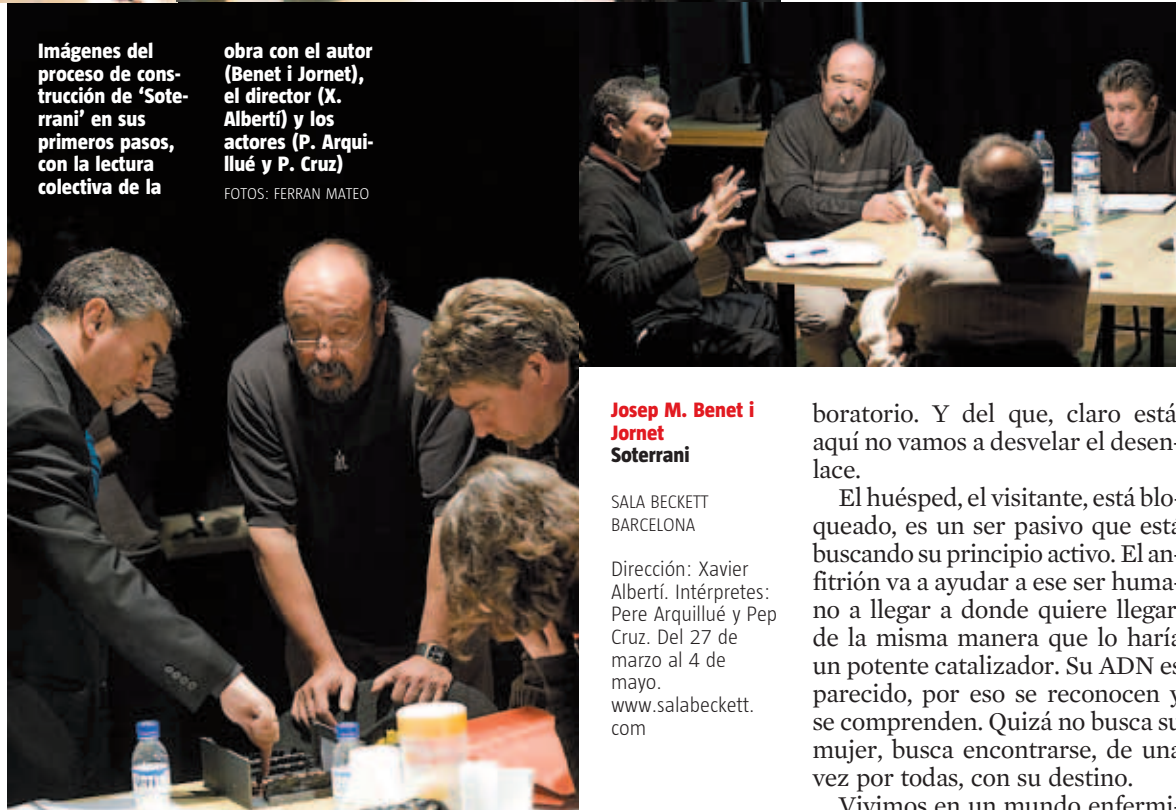 Imágenes del
proceso de cons-
trucción de ‘Sote-
rrani’ en sus
primeros pasos,
con la lectura
colectiva de la
obra con el autor
(Benet i Jornet),
el director (X.
Albertí) y los
actores (P. Arqui-
llué y P. Cruz)
FOTOS: FERRAN MATEO
Josep M. Benet i
Jornet
Soterrani
SALA BECKETT
BARCELONA
Dirección: Xavier
Albertí. Intérpretes:
Pere Arquillué y Pep
Cruz. Del 27 de
marzo al 4 de
mayo.
www.salabeckett.
com
boratorio. Y del que, claro está
aquí no vamos a desvelar el desen-
lace.
El huésped, el visitante, está blo-
queado, es un ser pasivo que está
buscando su principio activo. El an-
fitrión va a ayudar a ese ser huma-
no a llegar a donde quiere llegar
de la misma manera que lo haría
un potente catalizador. Su ADN es
parecido, por eso se reconocen y
se comprenden. Quizá no busca su
mujer, busca encontrarse, de una
vez por todas, con su destino.
Vivimos en un mundo enfermi-